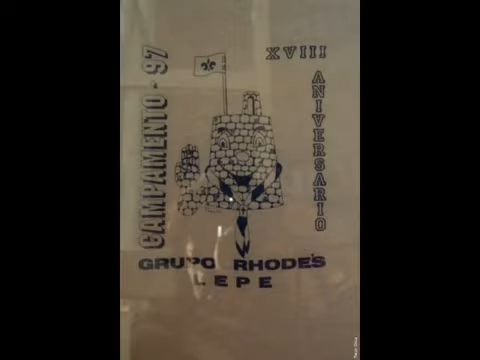 CAMPAMENTO - 97
XVIII
ANIVERSARIO
GRUPO RHODE'S
LEPE